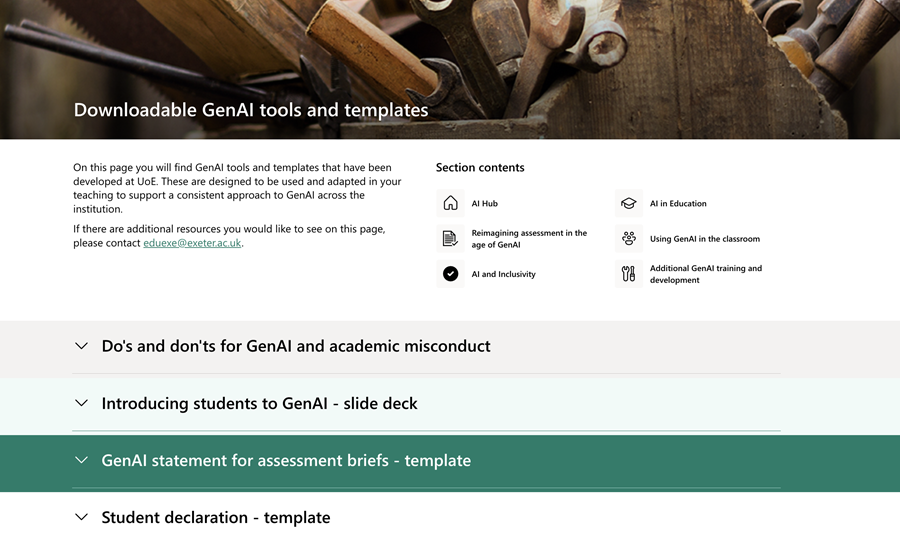 Downloadable GenAI tools and templates
On this page you will find GenAI tools and templates that have been
developed at UoE. These are designed to be used and adapted in your
teaching to support a consistent approach to GenAI across the
institution.
If there are additional resources you would like to see on this page,
please contact eduexe@exeter.ac.uk.
Section contents
AI Hub
AI in Education
Reimagining assessment in the
age of GenAI
Using GenAI in the classroom
AI and Inclusivity
Additional GenAI training and
development
Do's and don'ts for GenAI and academic misconduct
Introducing students to GenAI - slide deck
GenAI statement for assessment briefs - template
Student declaration - template